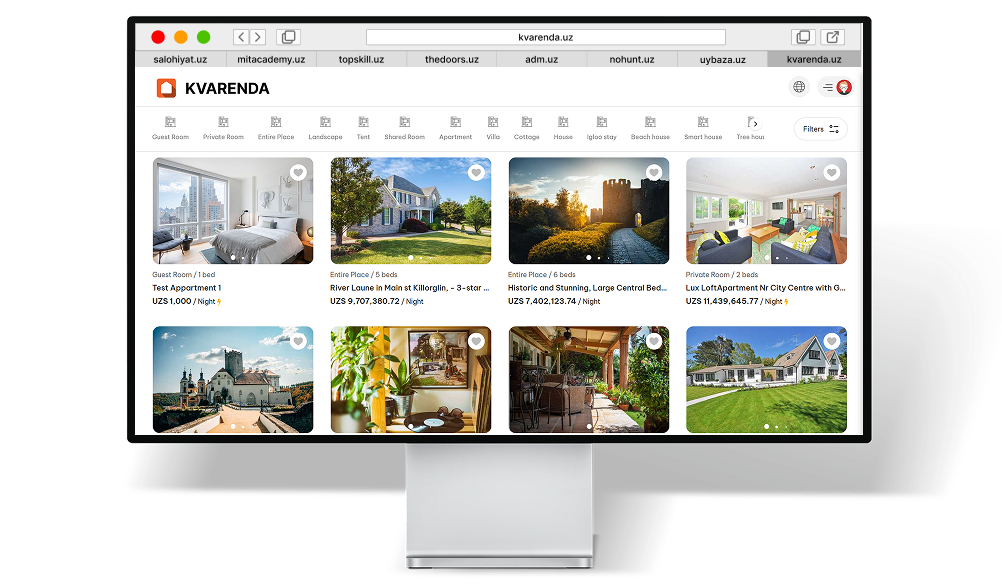 kvarenda.uz
salohiyat.uz mitacademy.uz topskill.uz thedoors.uz adm.uz nohunt.uz uybaza.uz kvarenda.uz
KVARENDA
Guest Room Private Room Entire Place Landscape Tent Shared Room Apartment Villa Cottage House Igloo stay Beach house Smart house Tree hou
Filters
Guest Room / 1 bed
Test Appartment 1
UZS 1,000 / Night
Entire Place / 5 beds
River Laune in Main st Killorglin, - 3-star ...
UZS 9,707,380.72 / Night
Entire Place / 6 beds
Historic and Stunning, Large Central Bed...
UZS 7,402,123.74 / Night
Private Room / 2 beds
Lux LoftApartment Nr City Centre with G...
UZS 11,439,645.77 / Night